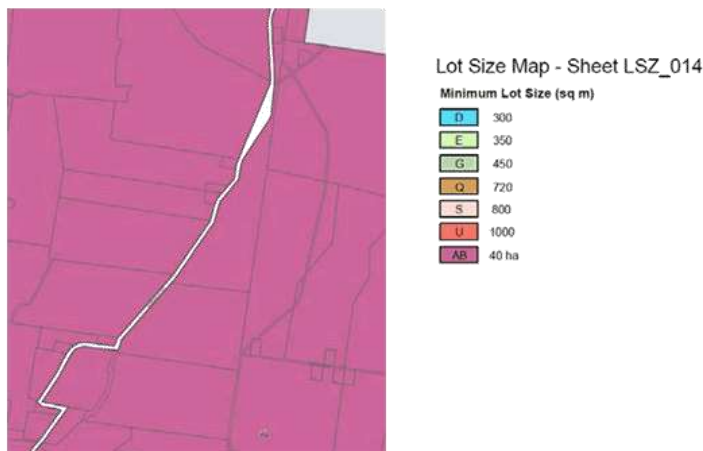 Lot Size Map - Sheet LSZ_014
Minimum Lot Size (sq m)
D 300
E 350
G 450
Q 720
S 800
U 1000
AB 40 ha